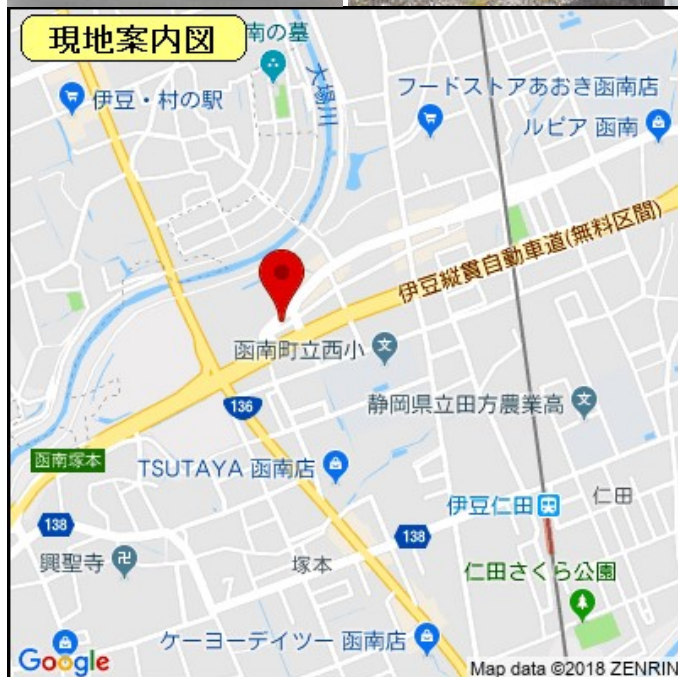 現地案内図
南の墓
大場川
伊豆・村の駅
フードストアあおき函南店
ルピア 函南
伊豆縦貫自動車道(無料区間)
函南町立西小
文
136
静岡県立田方農業高
文
函南塚本
TSUTAYA 函南店
138
138
伊豆仁田
仁田
興聖寺
塚本
仁田さくら公園
ケーヨーデイツー 函南店
Google
Map data ©2018 ZENRIN